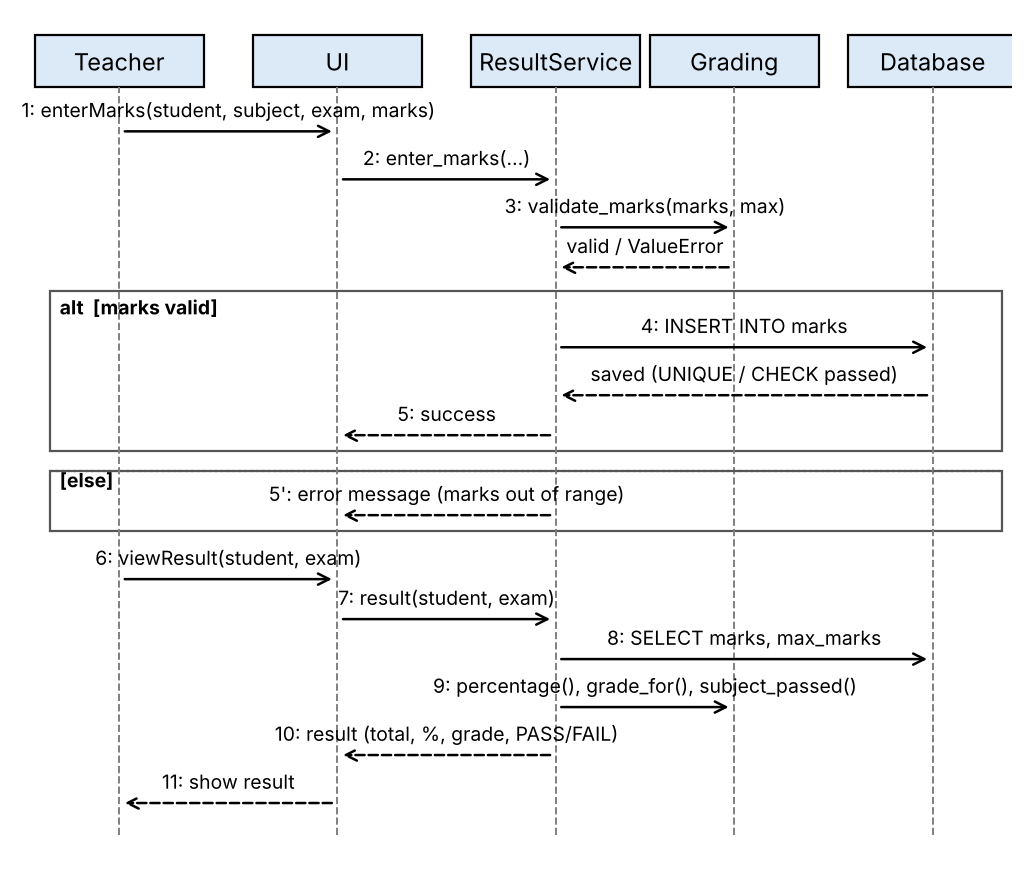 Teacher UI ResultService Grading Database
1: enterMarks(student, subject, exam, marks)
2: enter_marks(...)
3: validate_marks(marks, max)
valid / ValueError
alt [marks valid]
4: INSERT INTO marks
saved (UNIQUE / CHECK passed)
5: success
[else]
5': error message (marks out of range)
6: viewResult(student, exam)
7: result(student, exam)
8: SELECT marks, max_marks
9: percentage(), grade_for(), subject_passed()
10: result (total, %, grade, PASS/FAIL)
11: show result